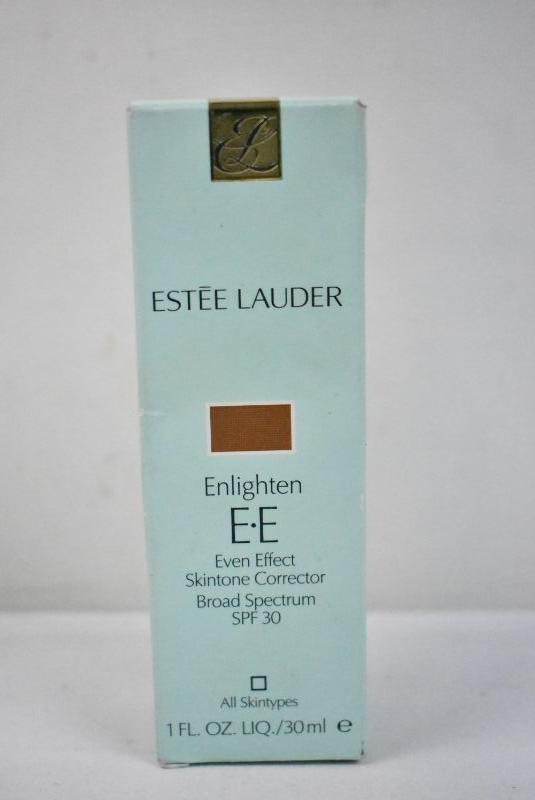 EL
ESTĒE LAUDER
Enlighten
E·E
Even Effect
Skintone Corrector
Broad Spectrum
SPF 30
All Skintypes
1 FL. OZ. LIQ./30 ml ℮